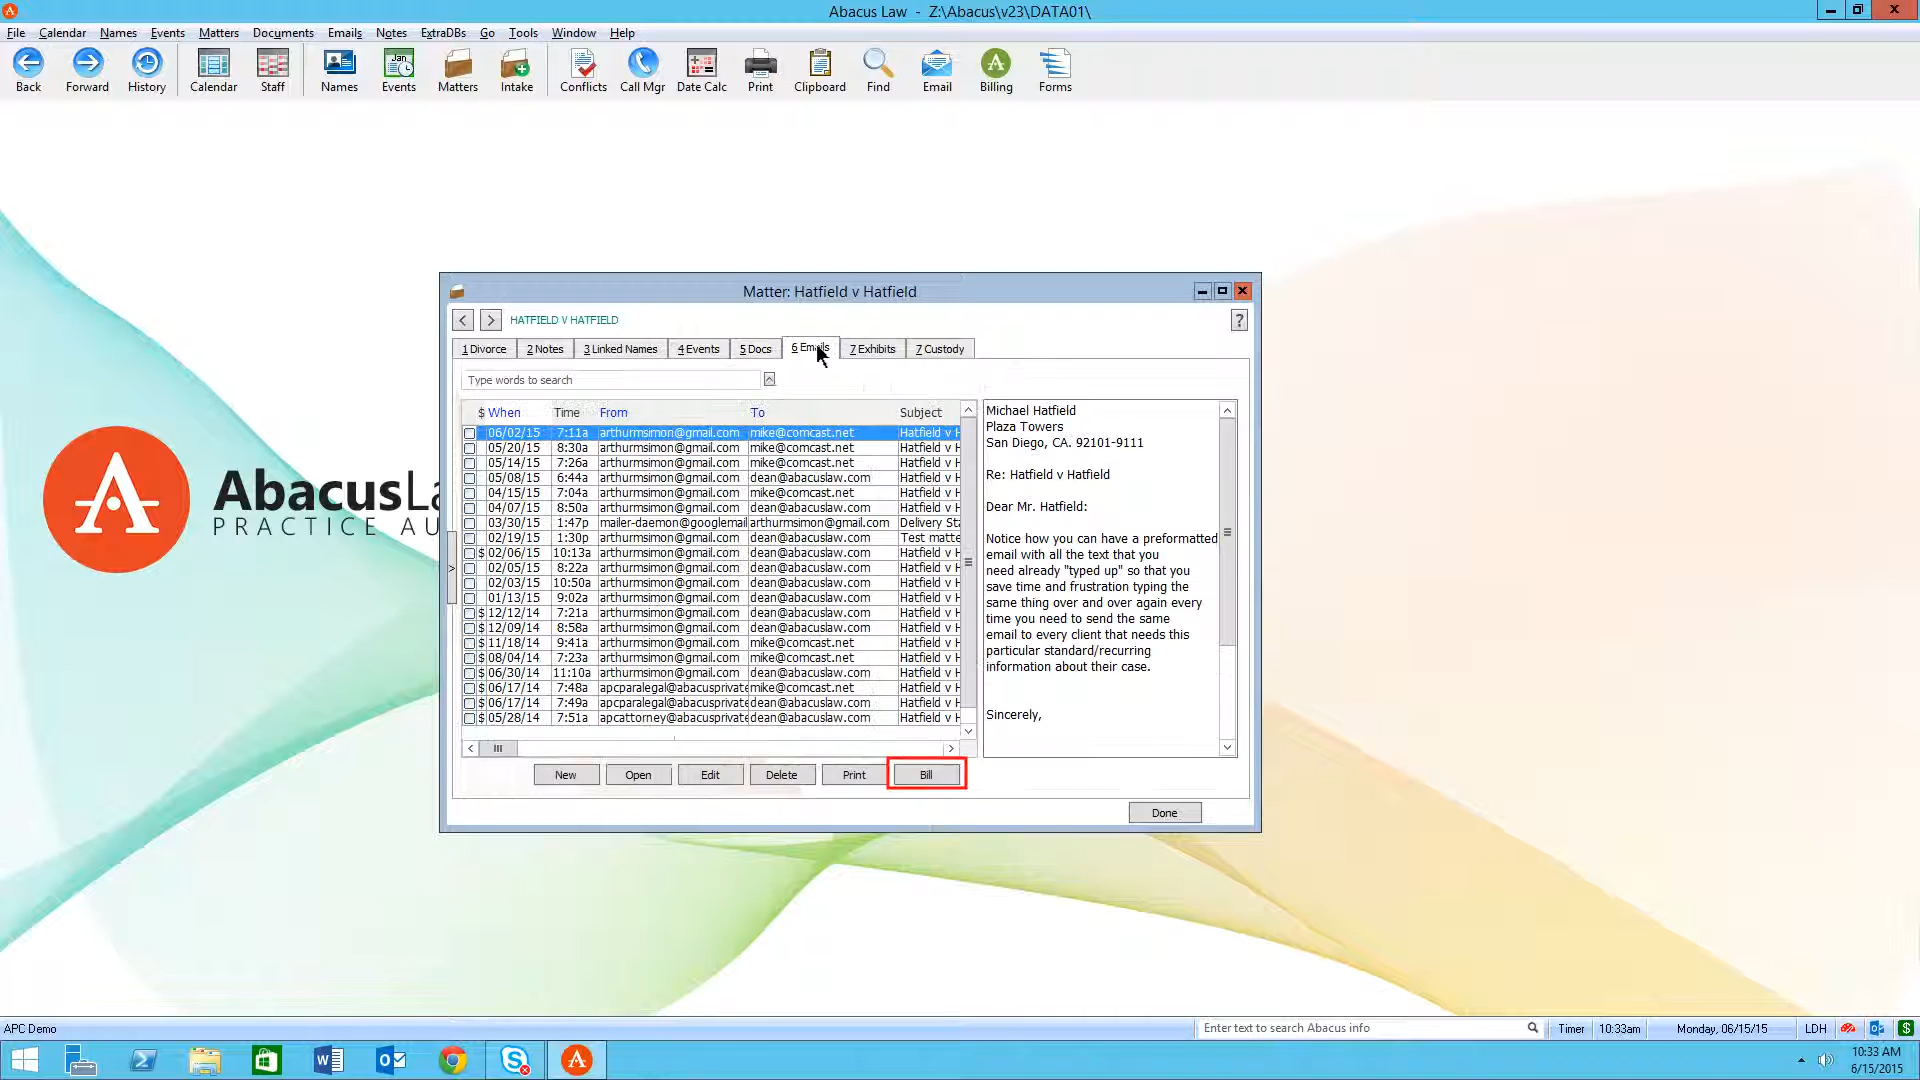 Abacus Law - Z:\Abacus\v23\DATA01\
File Calendar Names Events Matters Documents Emails Notes ExtraDBs Go Tools Window Help
Back Forward History Calendar Staff Names Events Matters Intake Conflicts Call Mgr Date Calc Print Clipboard Find Email Billing Forms
Matter: Hatfield v Hatfield
< > HATFIELD V HATFIELD ?
1 Divorce 2 Notes 3 Linked Names 4 Events 5 Docs 6 Emails 7 Exhibits 7 Custody
Type words to search
$ When Time From To Subject
06/02/15 7:11a arthurmsimon@gmail.com mike@comcast.net Hatfield v H
05/20/15 8:30a arthurmsimon@gmail.com mike@comcast.net Hatfield v H
05/14/15 7:26a arthurmsimon@gmail.com mike@comcast.net Hatfield v H
05/08/15 6:44a arthurmsimon@gmail.com dean@abacuslaw.com Hatfield v H
04/15/15 7:04a arthurmsimon@gmail.com mike@comcast.net Hatfield v H
04/07/15 8:50a arthurmsimon@gmail.com dean@abacuslaw.com Hatfield v H
03/30/15 1:47p mailer-daemon@googlemail arthurmsimon@gmail.com Delivery Sta
02/19/15 1:30p arthurmsimon@gmail.com dean@abacuslaw.com Test matte
$ 02/06/15 10:13a arthurmsimon@gmail.com dean@abacuslaw.com Hatfield v H
02/05/15 8:22a arthurmsimon@gmail.com dean@abacuslaw.com Hatfield v H
02/03/15 10:50a arthurmsimon@gmail.com dean@abacuslaw.com Hatfield v H
01/13/15 9:02a arthurmsimon@gmail.com dean@abacuslaw.com Hatfield v H
$ 12/12/14 7:21a arthurmsimon@gmail.com dean@abacuslaw.com Hatfield v H
$ 12/09/14 8:58a arthurmsimon@gmail.com dean@abacuslaw.com Hatfield v H
$ 11/18/14 9:41a arthurmsimon@gmail.com mike@comcast.net Hatfield v H
$ 08/04/14 7:23a arthurmsimon@gmail.com mike@comcast.net Hatfield v H
$ 06/30/14 11:10a arthurmsimon@gmail.com dean@abacuslaw.com Hatfield v H
$ 06/17/14 7:48a apcparalegal@abacusprivate mike@comcast.net Hatfield v H
$ 06/17/14 7:49a apcparalegal@abacusprivate dean@abacuslaw.com Hatfield v H
$ 05/28/14 7:51a apcattorney@abacusprivate dean@abacuslaw.com Hatfield v H
Michael Hatfield
Plaza Towers
San Diego, CA. 92101-9111
Re: Hatfield v Hatfield
Dear Mr. Hatfield:
Notice how you can have a preformatted
email with all the text that you
need already "typed up" so that you
save time and frustration typing the
same thing over and over again every
time you need to send the same
email to every client that needs this
particular standard/recurring
information about their case.
Sincerely,
New Open Edit Delete Print Bill
Done
AbacusLa
PRACTICE AU
APC Demo Enter text to search Abacus info Timer 10:33am Monday, 06/15/15 LDH
10:33 AM
6/15/2015